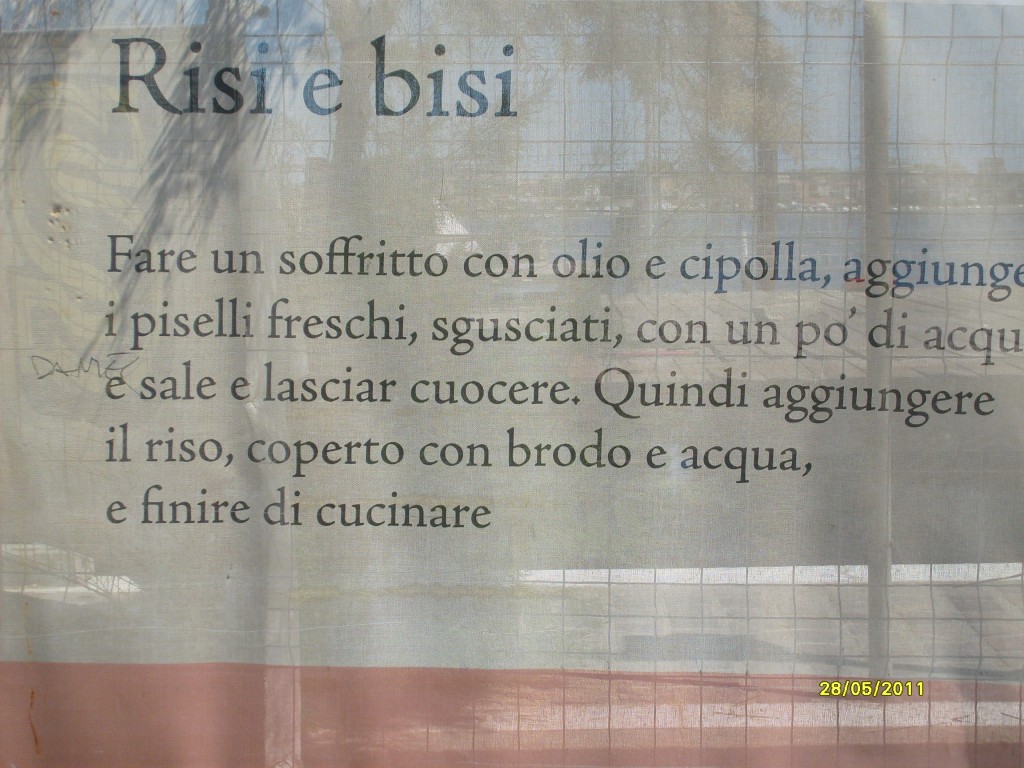 Risi e bisi
Fare un soffritto con olio e cipolla, aggiunge
i piselli freschi, sgusciati, con un po' di acqu
e sale e lasciar cuocere. Quindi aggiungere
il riso, coperto con brodo e acqua,
e finire di cucinare
28/05/2011